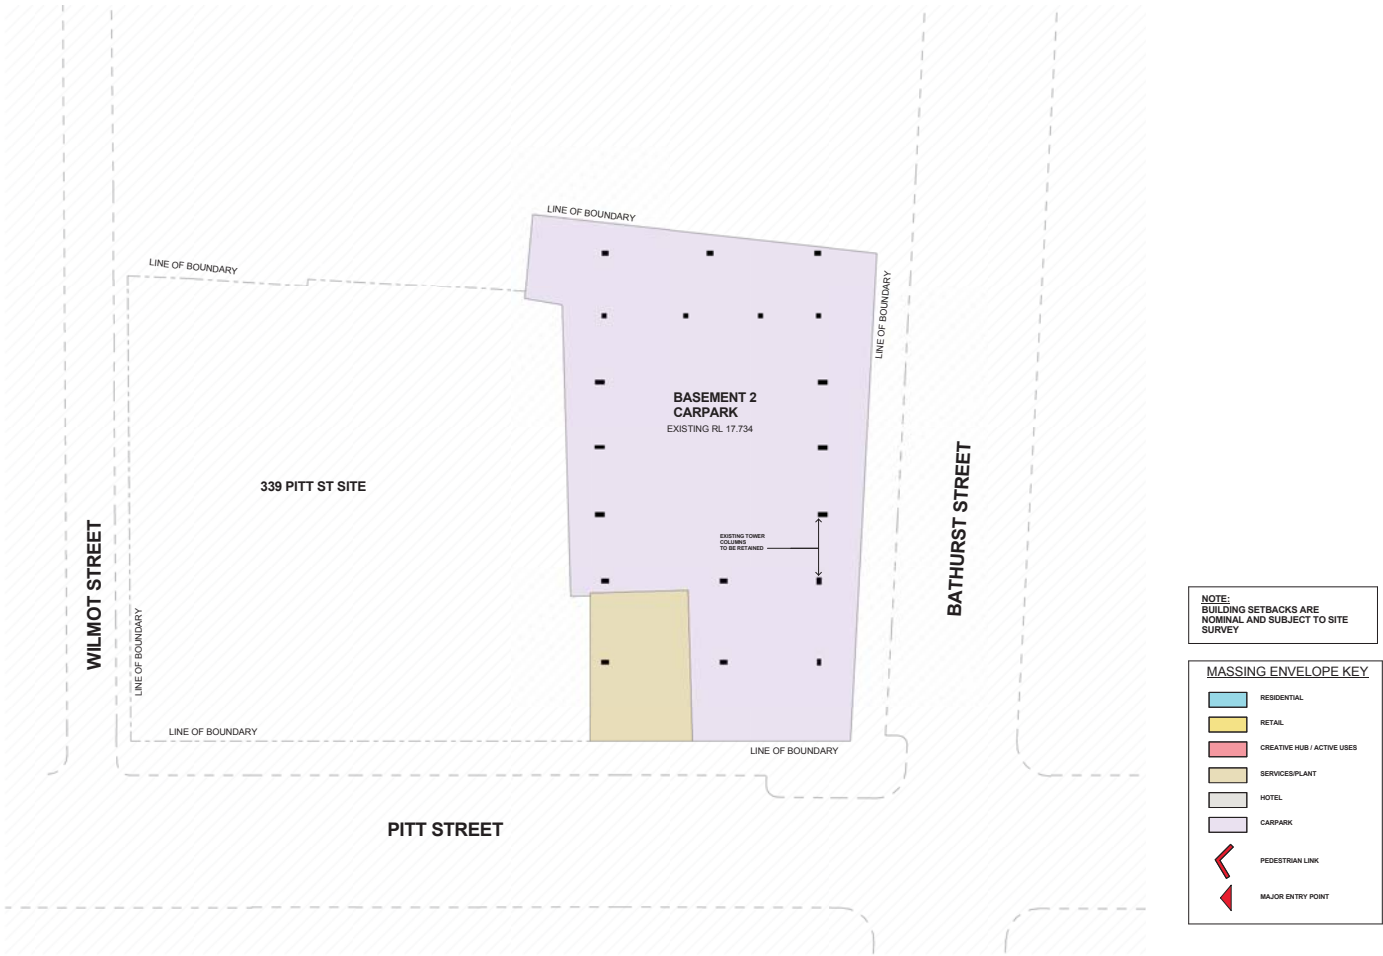 LINE OF BOUNDARY
LINE OF BOUNDARY
LINE OF BOUNDARY
BASEMENT 2
CARPARK
EXISTING RL 17.734
339 PITT ST SITE
EXISTING TOWER
COLUMNS
TO BE RETAINED
WILMOT STREET
BATHURST STREET
LINE OF BOUNDARY
LINE OF BOUNDARY
LINE OF BOUNDARY
PITT STREET
NOTE:
BUILDING SETBACKS ARE
NOMINAL AND SUBJECT TO SITE
SURVEY
MASSING ENVELOPE KEY
RESIDENTIAL
RETAIL
CREATIVE HUB / ACTIVE USES
SERVICES/PLANT
HOTEL
CARPARK
PEDESTRIAN LINK
MAJOR ENTRY POINT